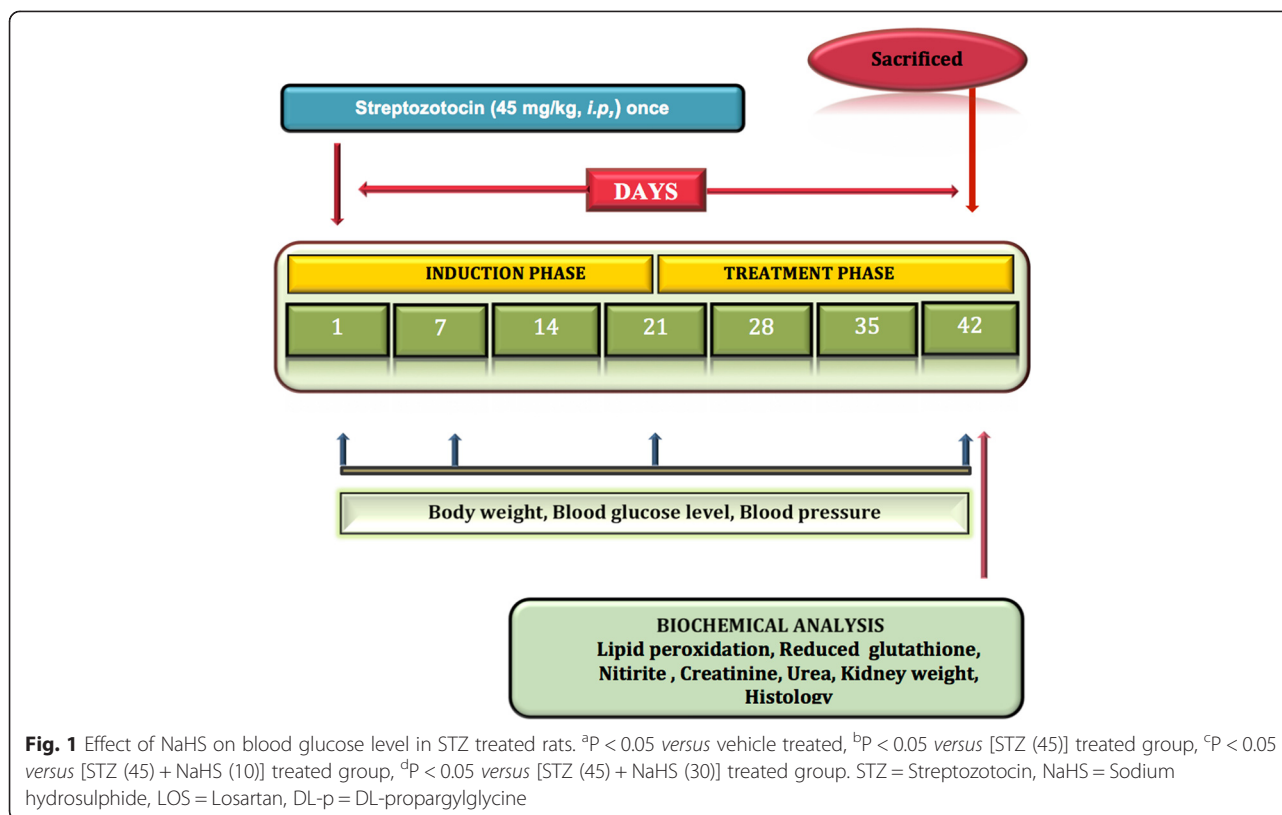 Sacrificed
Streptozotocin (45 mg/kg, i.p,) once
DAYS
INDUCTION PHASE TREATMENT PHASE
1 7 14 21 28 35 42
Body weight, Blood glucose level, Blood pressure
BIOCHEMICAL ANALYSIS
Lipid peroxidation, Reduced glutathione,
Nitirite , Creatinine, Urea, Kidney weight,
Histology
Fig. 1 Effect of NaHS on blood glucose level in STZ treated rats. ᵃP < 0.05 versus vehicle treated, ᵇP < 0.05 versus [STZ (45)] treated group, ᶜP < 0.05
versus [STZ (45) + NaHS (10)] treated group, ᵈP < 0.05 versus [STZ (45) + NaHS (30)] treated group. STZ = Streptozotocin, NaHS = Sodium
hydrosulphide, LOS = Losartan, DL-p = DL-propargylglycine